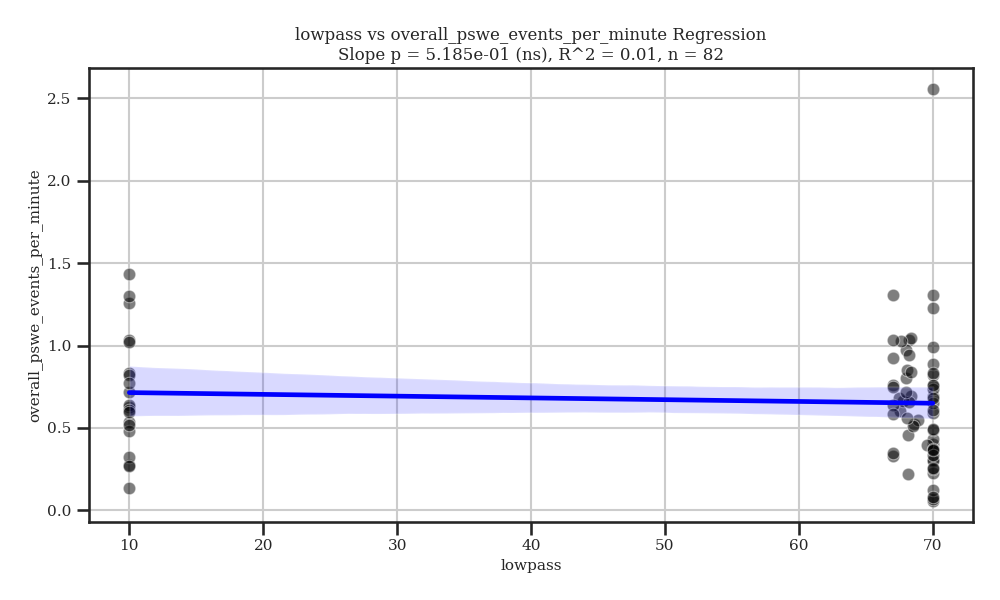 lowpass vs overall_pswe_events_per_minute Regression
Slope p = 5.185e-01 (ns), R^2 = 0.01, n = 82
overall_pswe_events_per_minute
2.5
2.0
1.5
1.0
0.5
0.0
10 20 30 40 50 60 70
lowpass